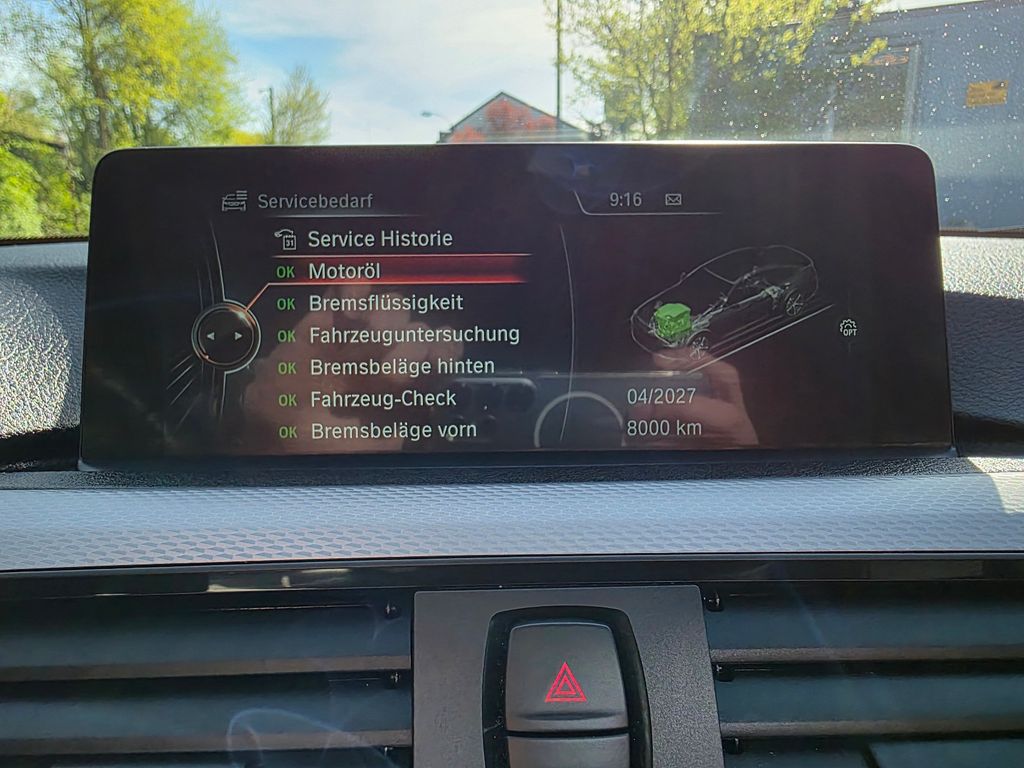 Servicebedarf
9:16
31 Service Historie
OK Motoröl
OK Bremsflüssigkeit
OK Fahrzeuguntersuchung
OPT
OK Bremsbeläge hinten
OK Fahrzeug-Check
04/2027
OK Bremsbeläge vorn
8000 km